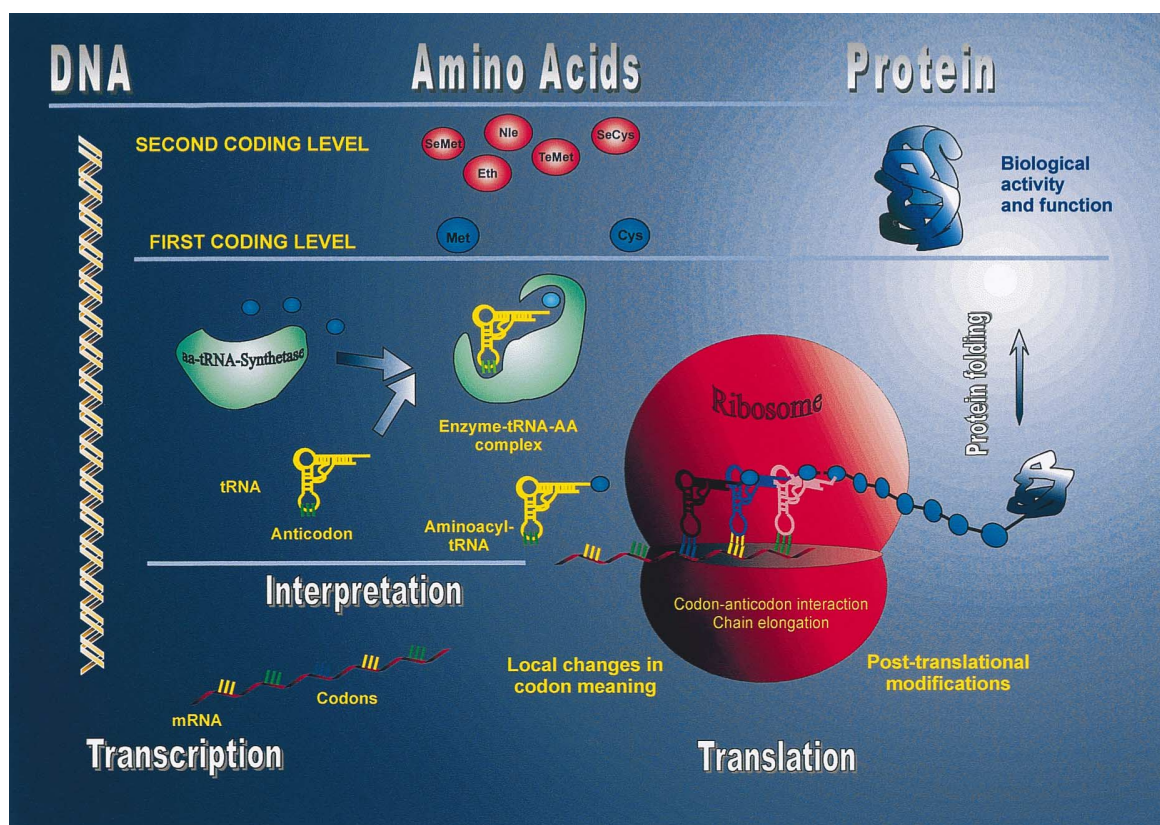 DNA
Amino Acids
Protein
SECOND CODING LEVEL
SeMet
Nle
Eth
TeMet
SeCys
Biological
activity
and function
FIRST CODING LEVEL
Met
Cys
aa-tRNA-Synthetase
Enzyme-tRNA-AA
complex
tRNA
Anticodon
Aminoacyl-
tRNA
Ribosome
Protein folding
Interpretation
Codon-anticodon interaction
Chain elongation
Local changes in
codon meaning
Post-translational
modifications
Codons
mRNA
Transcription
Translation